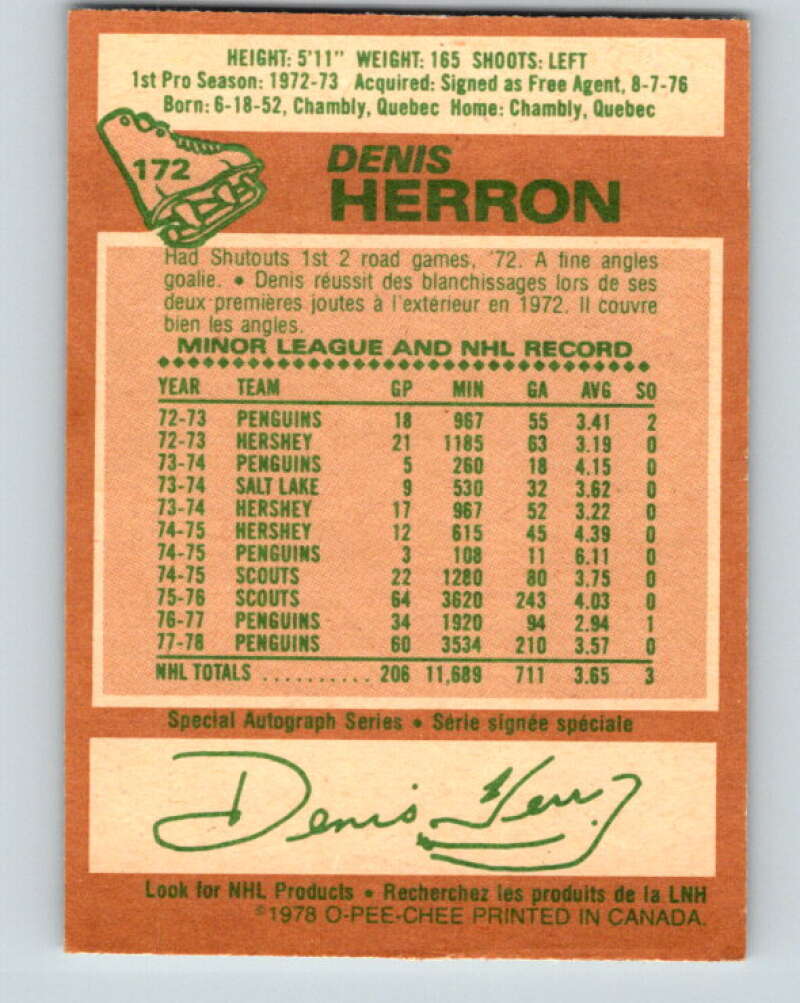 HEIGHT: 5'11" WEIGHT: 165 SHOOTS: LEFT
1st Pro Season: 1972-73 Acquired: Signed as Free Agent, 8-7-76
Born: 6-18-52, Chambly, Quebec Home: Chambly, Quebec
172
DENIS
HERRON
Had Shutouts 1st 2 road games, '72. A fine angles
goalie. • Denis réussit des blanchissages lors de ses
deux premières joutes à l'extérieur en 1972. Il couvre
bien les angles.
MINOR LEAGUE AND NHL RECORD
YEAR TEAM GP MIN GA AVG SO
72-73 PENGUINS 18 967 55 3.41 2
72-73 HERSHEY 21 1185 63 3.19 0
73-74 PENGUINS 5 260 18 4.15 0
73-74 SALT LAKE 9 530 32 3.62 0
73-74 HERSHEY 17 967 52 3.22 0
74-75 HERSHEY 12 615 45 4.39 0
74-75 PENGUINS 3 108 11 6.11 0
74-75 SCOUTS 22 1280 80 3.75 0
75-76 SCOUTS 64 3620 243 4.03 0
76-77 PENGUINS 34 1920 94 2.94 1
77-78 PENGUINS 60 3534 210 3.57 0
NHL TOTALS .......... 206 11,689 711 3.65 3
Special Autograph Series • Série signée spéciale
Denis Herron
Look for NHL Products • Recherchez les produits de la LNH
©1978 O-PEE-CHEE PRINTED IN CANADA.